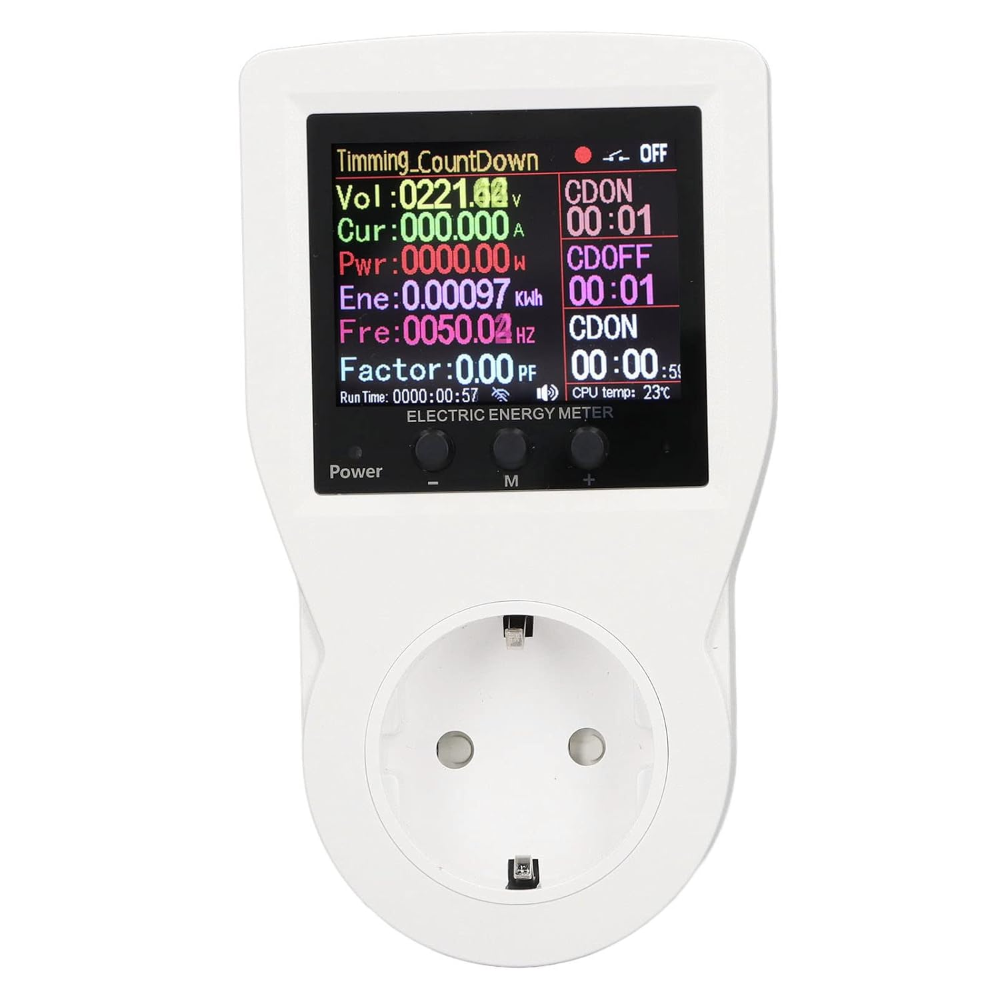 Timming_CountDown OFF
Vol:0221. V
Cur:000.000 A
Pwr:0000.00 W
Ene:0.00097 KWh
Fre:0050.0 HZ
Factor:0.00 PF
Run Time: 0000:00:57
CDON
00:01
CDOFF
00:01
CDON
00:00:59
CPU temp: 23℃
ELECTRIC ENERGY METER
Power
- M +